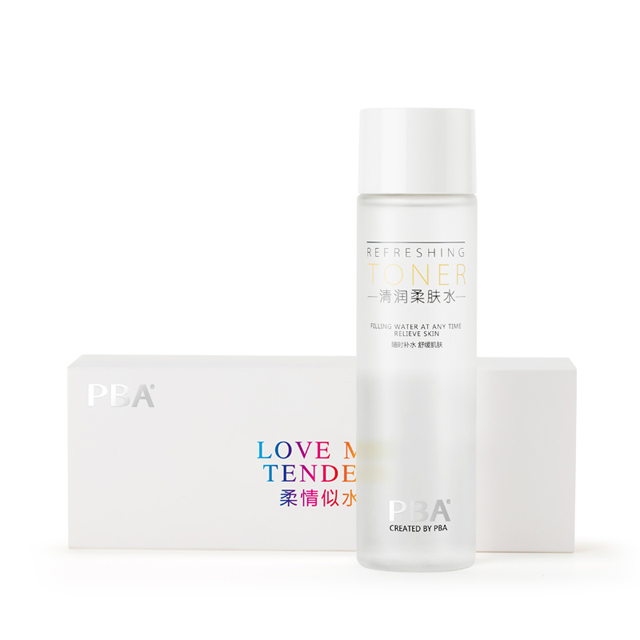 REFRESHING
TONER
清润柔肤水
FILLING WATER AT ANY TIME
RELIEVE SKIN
随时补水 舒缓肌肤
PBA®
CREATED BY PBA
PBA®
LOVE M
TENDE
柔情似水